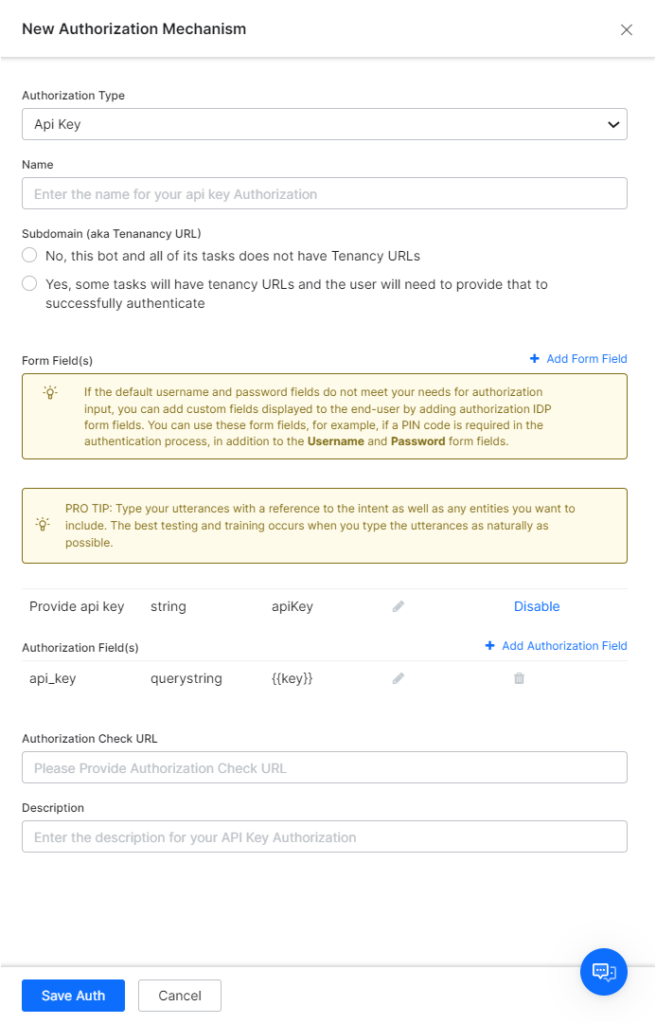 New Authorization Mechanism
Authorization Type
Api Key
Name
Enter the name for your api key Authorization
Subdomain (aka Tenanancy URL)
No, this bot and all of its tasks does not have Tenancy URLs
Yes, some tasks will have tenancy URLs and the user will need to provide that to
successfully authenticate
Form Field(s)
+ Add Form Field
If the default username and password fields do not meet your needs for authorization
input, you can add custom fields displayed to the end-user by adding authorization IDP
form fields. You can use these form fields, for example, if a PIN code is required in the
authentication process, in addition to the Username and Password form fields.
PRO TIP: Type your utterances with a reference to the intent as well as any entities you want to
include. The best testing and training occurs when you type the utterances as naturally as
possible.
Provide api key string apiKey Disable
Authorization Field(s)
+ Add Authorization Field
api_key querystring {{key}}
Authorization Check URL
Please Provide Authorization Check URL
Description
Enter the description for your API Key Authorization
Save Auth Cancel